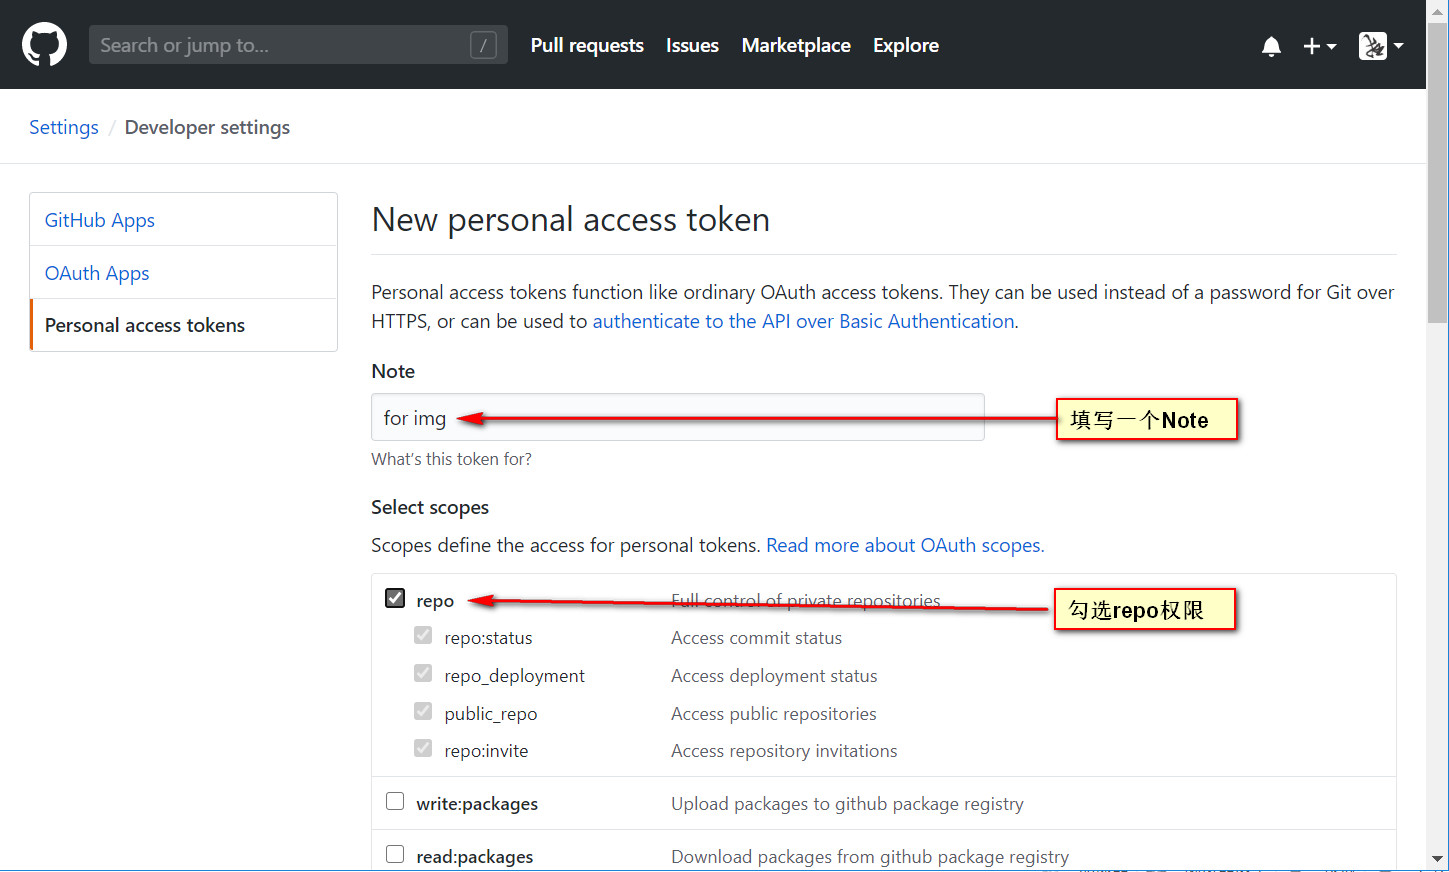 Search or jump to...
/
Pull requests
Issues
Marketplace
Explore
Settings / Developer settings
GitHub Apps
OAuth Apps
Personal access tokens
New personal access token
Personal access tokens function like ordinary OAuth access tokens. They can be used instead of a password for Git over
HTTPS, or can be used to authenticate to the API over Basic Authentication.
Note
for img
填写一个Note
What's this token for?
Select scopes
Scopes define the access for personal tokens. Read more about OAuth scopes.
repo Full control of private repositories
勾选repo权限
repo:status Access commit status
repo_deployment Access deployment status
public_repo Access public repositories
repo:invite Access repository invitations
write:packages Upload packages to github package registry
read:packages Download packages from github package registry